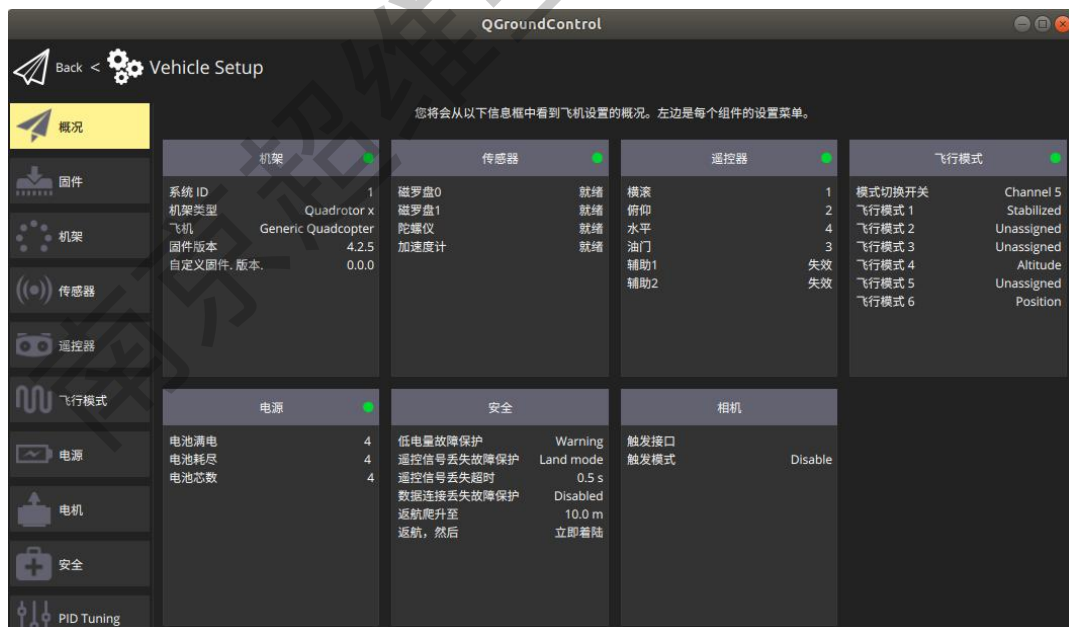 QGroundControl
Back < Vehicle Setup
您将会从以下信息框中看到飞机设置的概况。左边是每个组件的设置菜单。
概况
固件
机架
传感器
遥控器
飞行模式
电源
电机
安全
PID Tuning
机架
系统 ID 1
机架类型 Quadrotor x
飞机 Generic Quadcopter
固件版本 4.2.5
自定义固件. 版本. 0.0.0
传感器
磁罗盘0 就绪
磁罗盘1 就绪
陀螺仪 就绪
加速度计 就绪
遥控器
横滚 1
俯仰 2
水平 4
油门 3
辅助1 失效
辅助2 失效
飞行模式
模式切换开关 Channel 5
飞行模式 1 Stabilized
飞行模式 2 Unassigned
飞行模式 3 Unassigned
飞行模式 4 Altitude
飞行模式 5 Unassigned
飞行模式 6 Position
电源
电池满电 4
电池耗尽 4
电池芯数 4
安全
低电量故障保护 Warning
遥控信号丢失故障保护 Land mode
遥控信号丢失超时 0.5 s
数据连接丢失故障保护 Disabled
返航爬升至 10.0 m
返航，然后 立即着陆
相机
触发接口
触发模式 Disable
南京超维